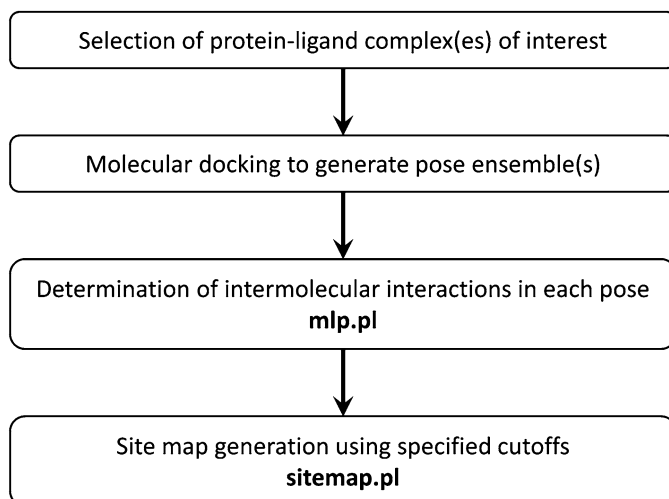 Selection of protein-ligand complex(es) of interest
Molecular docking to generate pose ensemble(s)
Determination of intermolecular interactions in each pose
mlp.pl
Site map generation using specified cutoffs
sitemap.pl